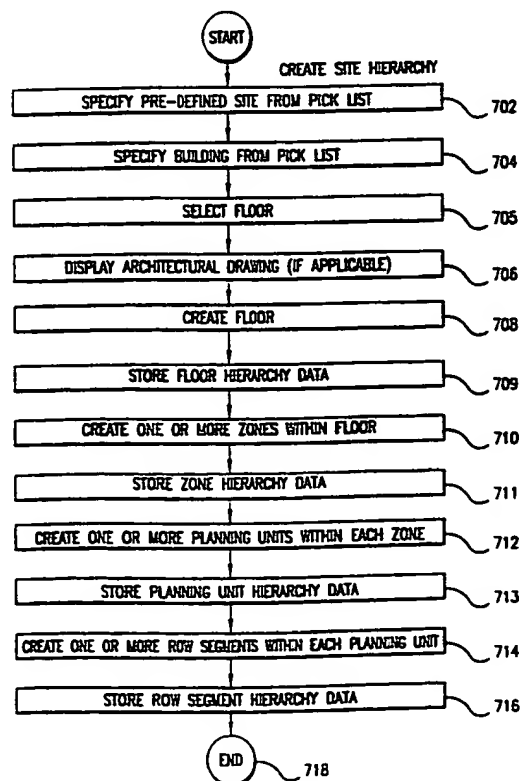 START
CREATE SITE HIERARCHY
SPECIFY PRE-DEFINED SITE FROM PICK LIST
702
SPECIFY BUILDING FROM PICK LIST
704
SELECT FLOOR
705
DISPLAY ARCHITECTURAL DRAWING (IF APPLICABLE)
706
CREATE FLOOR
708
STORE FLOOR HIERARCHY DATA
709
CREATE ONE OR MORE ZONES WITHIN FLOOR
710
STORE ZONE HIERARCHY DATA
711
CREATE ONE OR MORE PLANNING UNITS WITHIN EACH ZONE
712
STORE PLANNING UNIT HIERARCHY DATA
713
CREATE ONE OR MORE ROW SEGMENTS WITHIN EACH PLANNING UNIT
714
STORE ROW SEGMENT HIERARCHY DATA
716
END
718